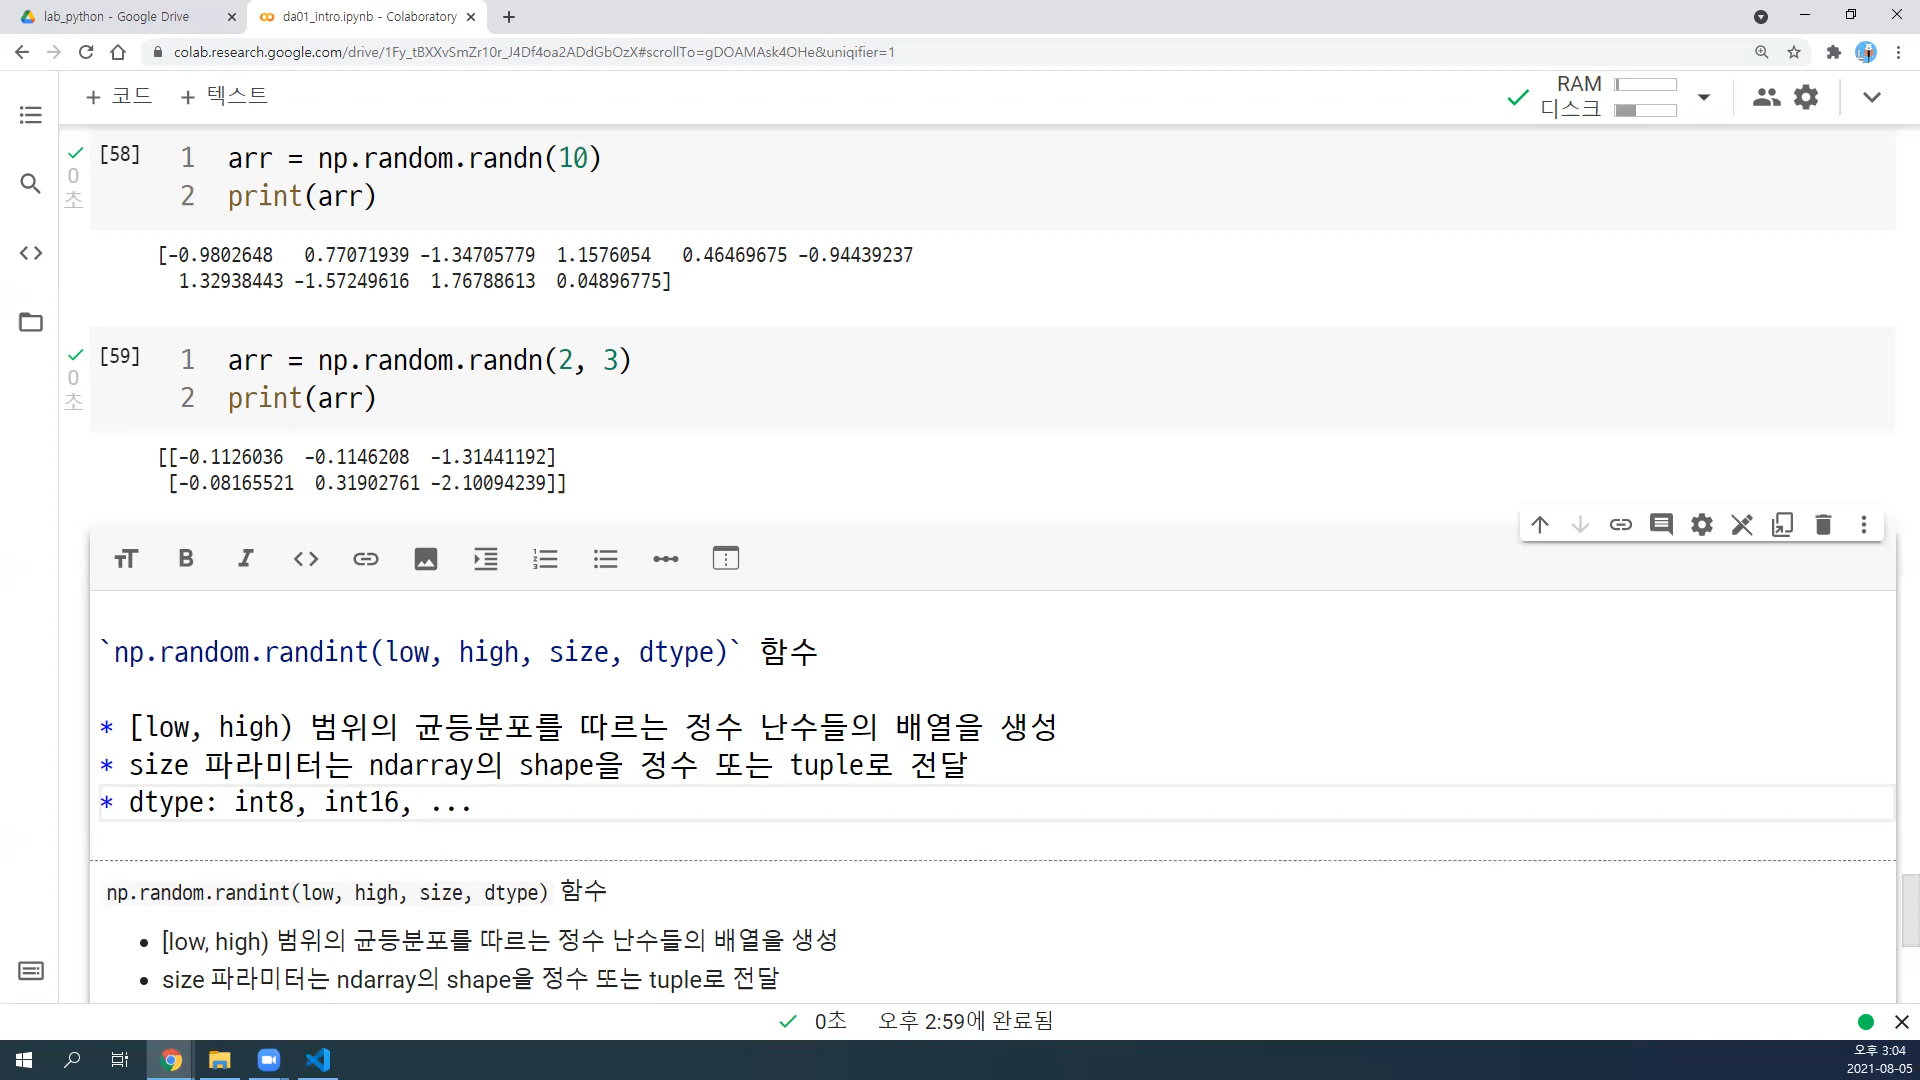 lab_python - Google Drive
da01_intro.ipynb - Colaboratory
colab.research.google.com/drive/1Fy_tBXXvSmZr10r_J4Df4oa2ADdGbOzX#scrollTo=gDOAMAsk4OHe&uniqifier=1
+ 코드 + 텍스트
RAM
디스크
[58]
0
초
1 arr = np.random.randn(10)
2 print(arr)
[-0.9802648 0.77071939 -1.34705779 1.1576054 0.46469675 -0.94439237
1.32938443 -1.57249616 1.76788613 0.04896775]
[59]
0
초
1 arr = np.random.randn(2, 3)
2 print(arr)
[[-0.1126036 -0.1146208 -1.31441192]
[-0.08165521 0.31902761 -2.10094239]]
`np.random.randint(low, high, size, dtype)` 함수
* [low, high) 범위의 균등분포를 따르는 정수 난수들의 배열을 생성
* size 파라미터는 ndarray의 shape을 정수 또는 tuple로 전달
* dtype: int8, int16, ...
np.random.randint(low, high, size, dtype) 함수
• [low, high) 범위의 균등분포를 따르는 정수 난수들의 배열을 생성
• size 파라미터는 ndarray의 shape을 정수 또는 tuple로 전달
0초 오후 2:59에 완료됨
오후 3:04
2021-08-05